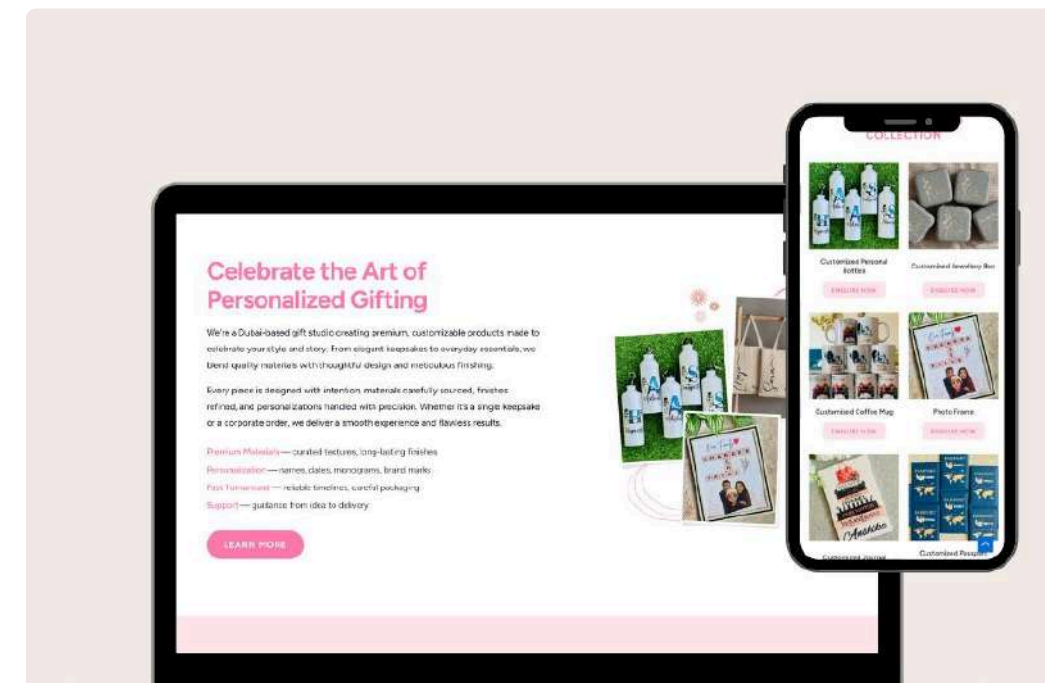 Celebrate the Art of
Personalized Gifting
We're a Dubai-based gift studio creating premium, customizable products made to
celebrate your style and story. From elegant keepsakes to everyday essentials, we
blend quality materials with thoughtful design and meticulous finishing.
Every piece is designed with intention, materials carefully sourced, finishes
refined, and personalizations handled with precision. Whether it's a single keepsake
or a corporate order, we deliver a smooth experience and flawless results.
Premium Materials — curated textures, long-lasting finishes
Personalization — names, dates, monograms, brand marks
Fast Turnaround — reliable timelines, careful packaging
Support — guidance from idea to delivery
LEARN MORE
COLLECTION
Customized Personal
Bottles
ENQUIRE NOW
Customized Jewellery Box
ENQUIRE NOW
Customized Coffee Mug
ENQUIRE NOW
Photo Frame
ENQUIRE NOW
Customized Journal
Customized Passport